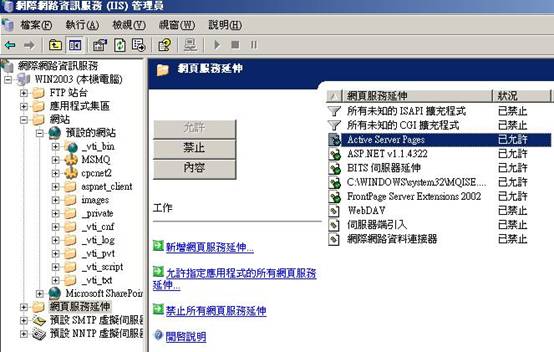 網際網路資訊服務 (IIS) 管理員
檔案(F) 執行(A) 檢視(V) 視窗(W) 說明(H)
網際網路資訊服務
WIN2003 (本機電腦)
FTP 站台
應用程式集區
網站
預設的網站
_vti_bin
MSMQ
cpcnet2
aspnet_client
images
_private
_vti_cnf
_vti_log
_vti_pvt
_vti_script
_vti_txt
Microsoft SharePoin
網頁服務延伸
預設 SMTP 虛擬伺服器
預設 NNTP 虛擬伺服器
網頁服務延伸
允許
禁止
內容
工作
新增網頁服務延伸...
允許指定應用程式的所有網頁服務
延伸...
禁止所有網頁服務延伸
開啟說明
網頁服務延伸 狀況
所有未知的 ISAPI 擴充程式 已禁止
所有未知的 CGI 擴充程式 已禁止
Active Server Pages 已允許
ASP.NET v1.1.4322 已允許
BITS 伺服器延伸 已允許
C:\WINDOWS\system32\MQISE... 已允許
FrontPage Server Extensions 2002 已允許
WebDAV 已禁止
伺服器端引入 已禁止
網際網路資料連接器 已禁止